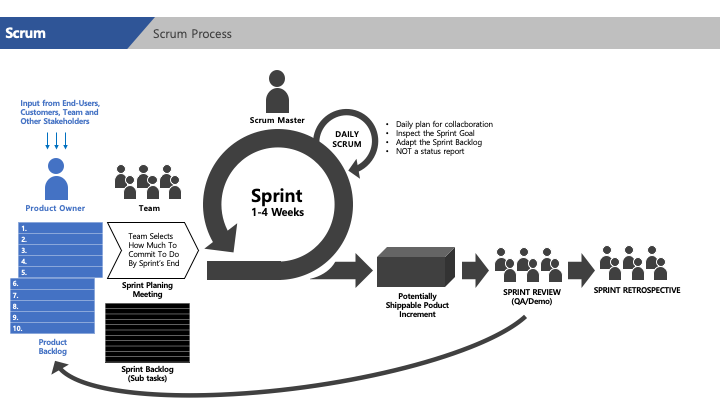 Scrum
Scrum Process
Input from End-Users,
Customers, Team and
Other Stakeholders
Product Owner
Team
Scrum Master
DAILY
SCRUM
• Daily plan for collacboration
• Inspect the Sprint Goal
• Adapt the Sprint Backlog
• NOT a status report
Sprint
1-4 Weeks
1.
2.
3.
4.
5.
6.
7.
8.
9.
10.
Product
Backlog
Team Selects
How Much To
Commit To Do
By Sprint's End
Sprint Planing
Meeting
Sprint Backlog
(Sub tasks)
Potentially
Shippable Poduct
Increment
SPRINT REVIEW
(QA/Demo)
SPRINT RETROSPECTIVE